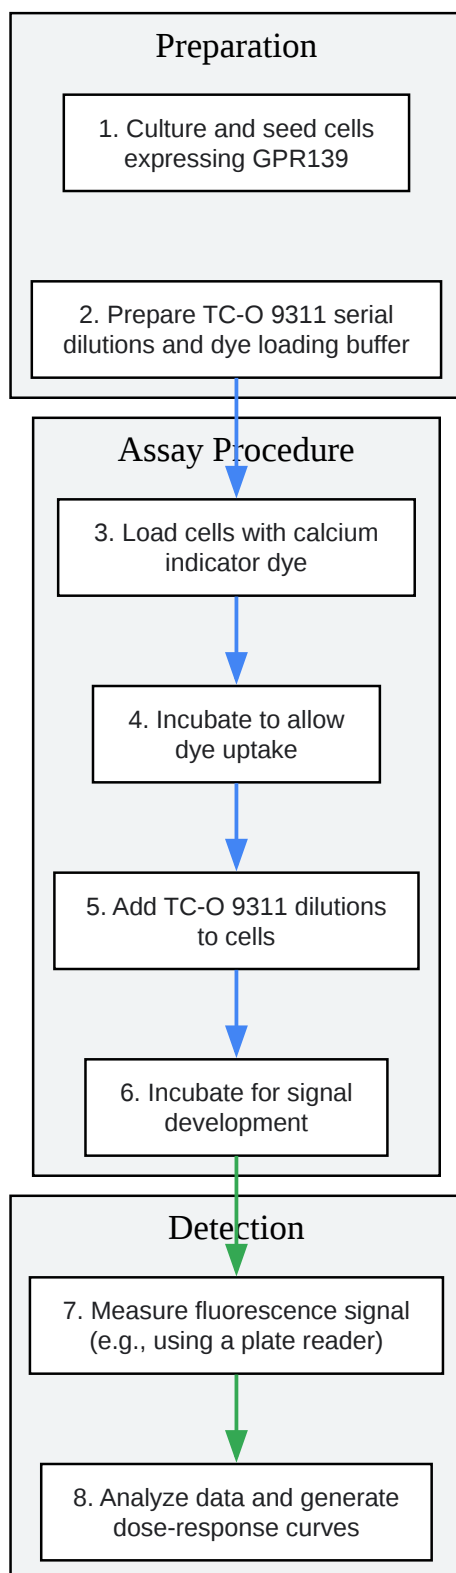 Preparation
1. Culture and seed cells
expressing GPR139
2. Prepare TC-O 9311 serial
dilutions and dye loading buffer
Assay Procedure
3. Load cells with calcium
indicator dye
4. Incubate to allow
dye uptake
5. Add TC-O 9311 dilutions
to cells
6. Incubate for signal
development
Detection
7. Measure fluorescence signal
(e.g., using a plate reader)
8. Analyze data and generate
dose-response curves